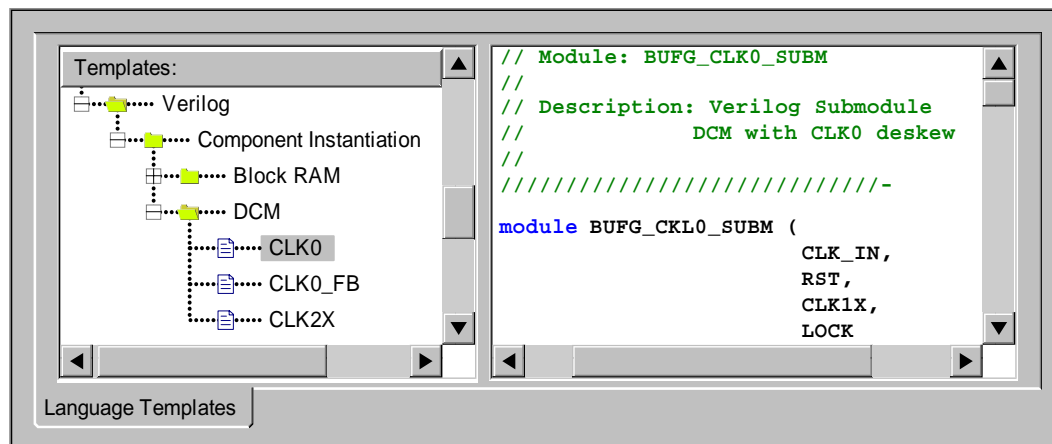 Templates:
Verilog
Component Instantiation
Block RAM
DCM
CLK0
CLK0_FB
CLK2X
// Module: BUFG_CLK0_SUBM
//
// Description: Verilog Submodule
// DCM with CLK0 deskew
//
/////////////////////////////-
module BUFG_CKL0_SUBM (
CLK_IN,
RST,
CLK1X,
LOCK
Language Templates